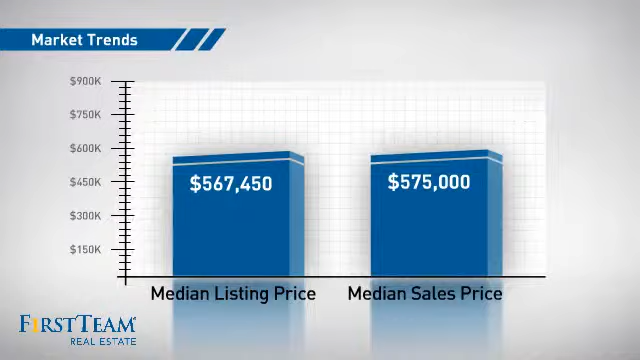 Market Trends
$900K
$750K
$600K
$450K
$300K
$150K
$567,450
$575,000
Median Listing Price
Median Sales Price
FIRSTTEAM®
REAL ESTATE